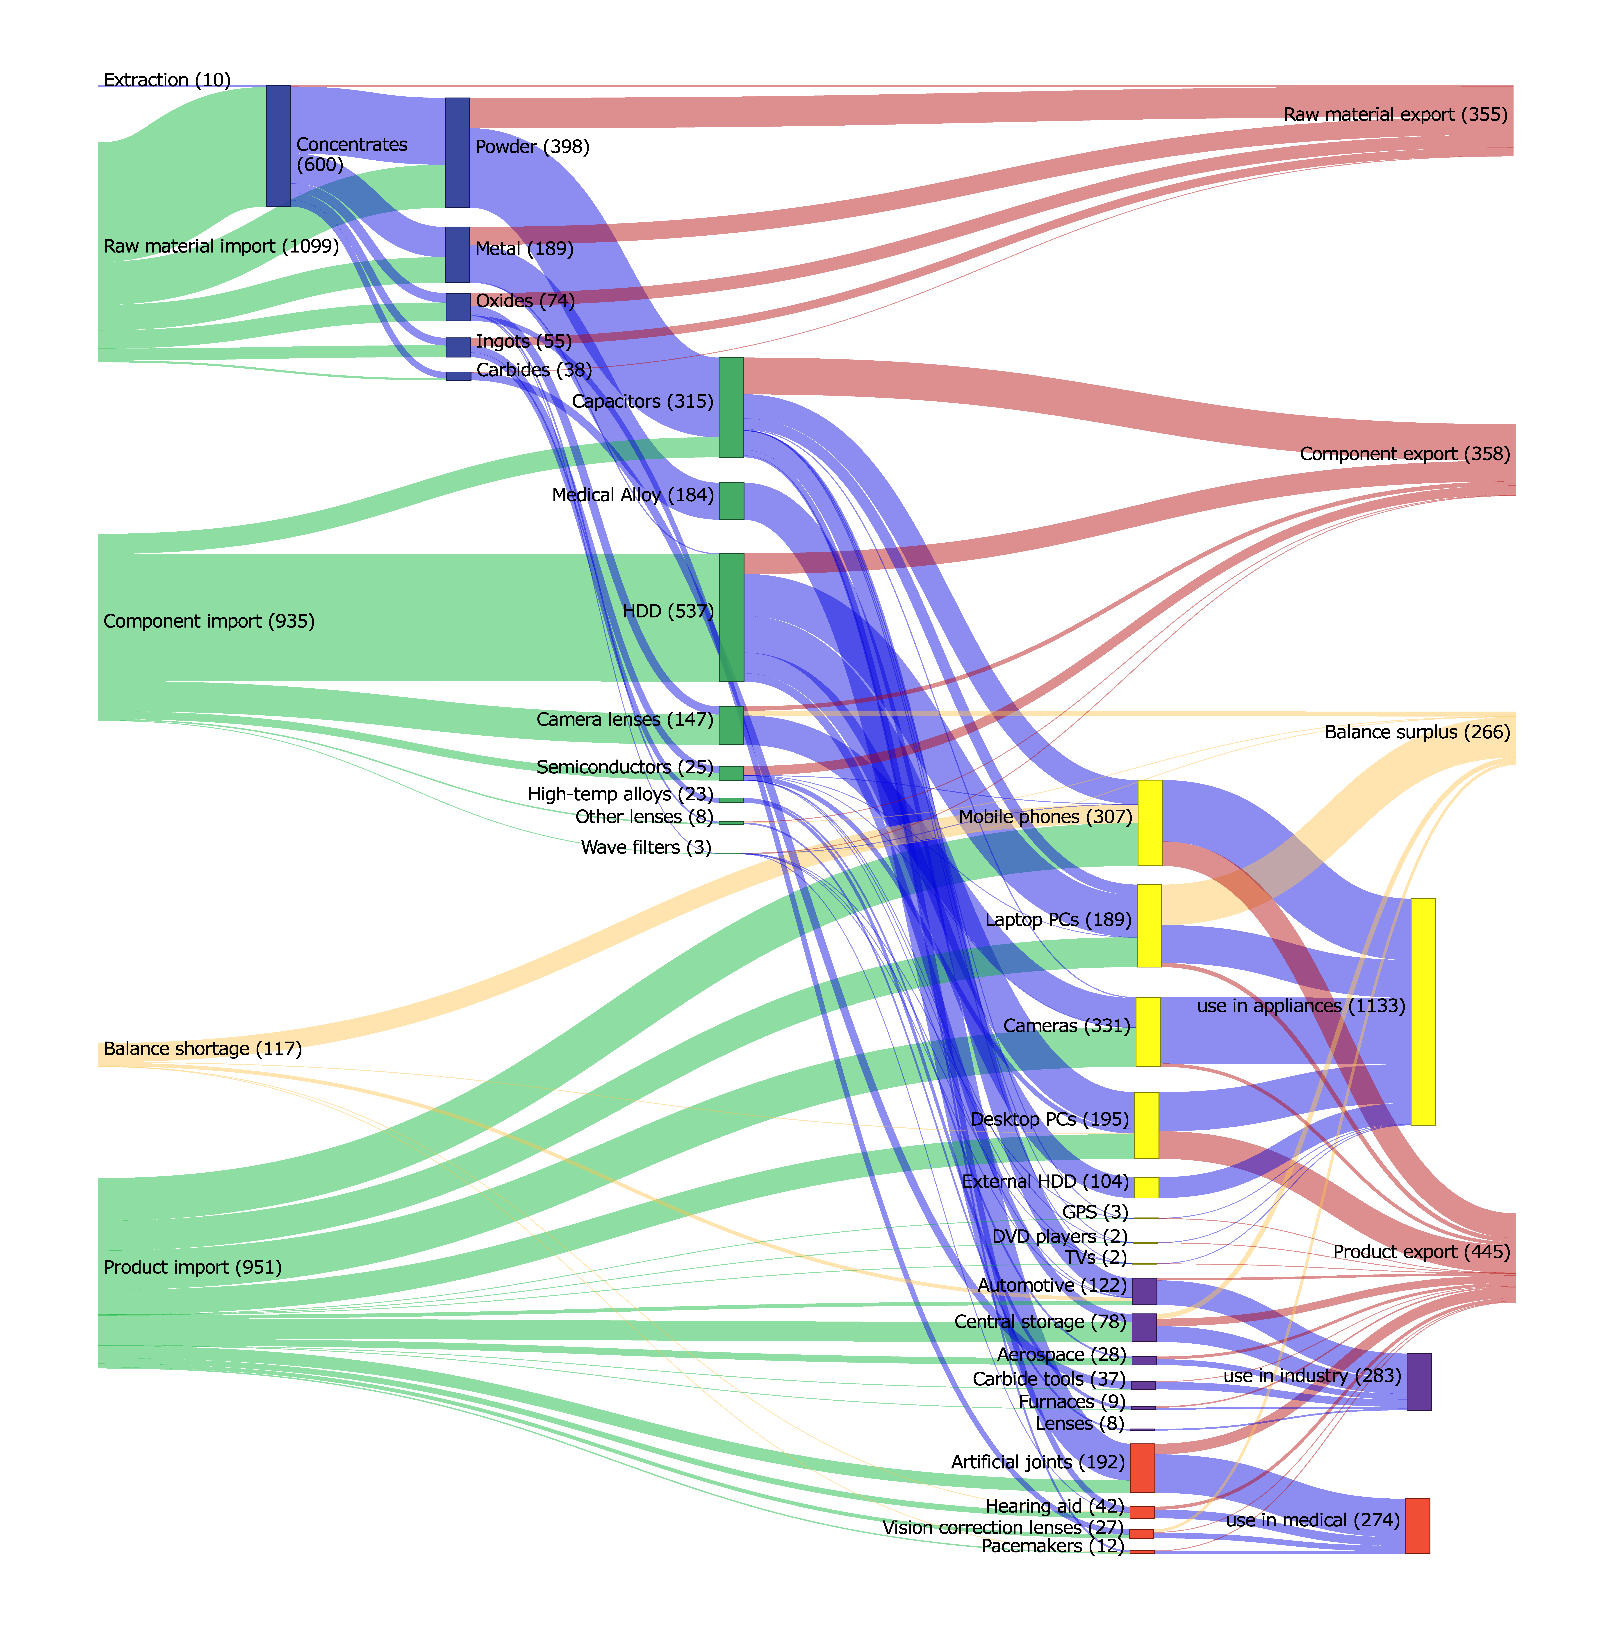 Extraction (10)
Raw material export (355)
Concentrates
(600)
Powder (398)
Raw material import (1099)
Metal (189)
Oxides (74)
Ingots (55)
Carbides (38)
Capacitors (315)
Component export (358)
Medical Alloy (184)
HDD (537)
Component import (935)
Camera lenses (147)
Balance surplus (266)
Semiconductors (25)
High-temp alloys (23)
Other lenses (8)
Mobile phones (307)
Wave filters (3)
Laptop PCs (189)
use in appliances (1133)
Cameras (331)
Balance shortage (117)
Desktop PCs (195)
External HDD (104)
GPS (3)
DVD players (2)
Product export (445)
TVs (2)
Product import (951)
Automotive (122)
Central storage (78)
Aerospace (28)
use in industry (283)
Carbide tools (37)
Furnaces (9)
Lenses (8)
Artificial joints (192)
Hearing aid (42)
use in medical (274)
Vision correction lenses (27)
Pacemakers (12)